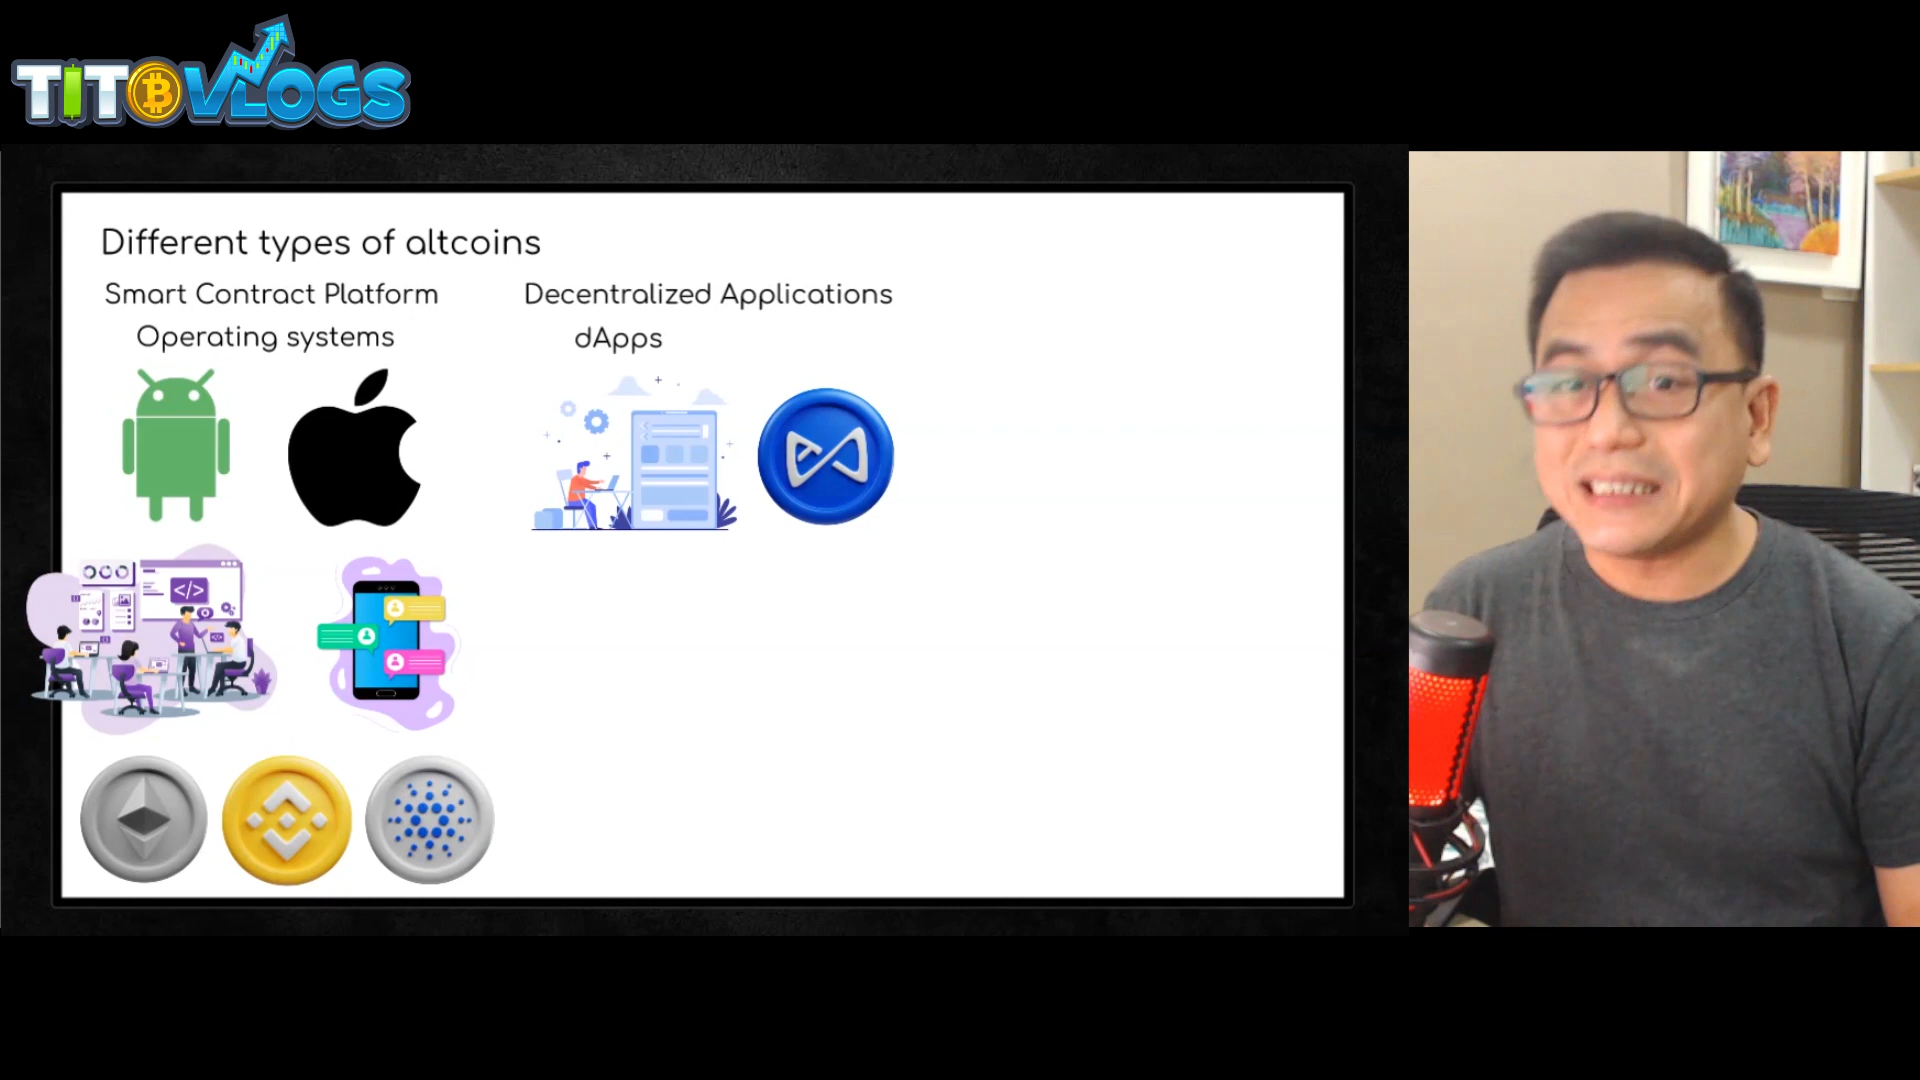 TITOVLOGS
Different types of altcoins
Smart Contract Platform
Operating systems
Decentralized Applications
dApps